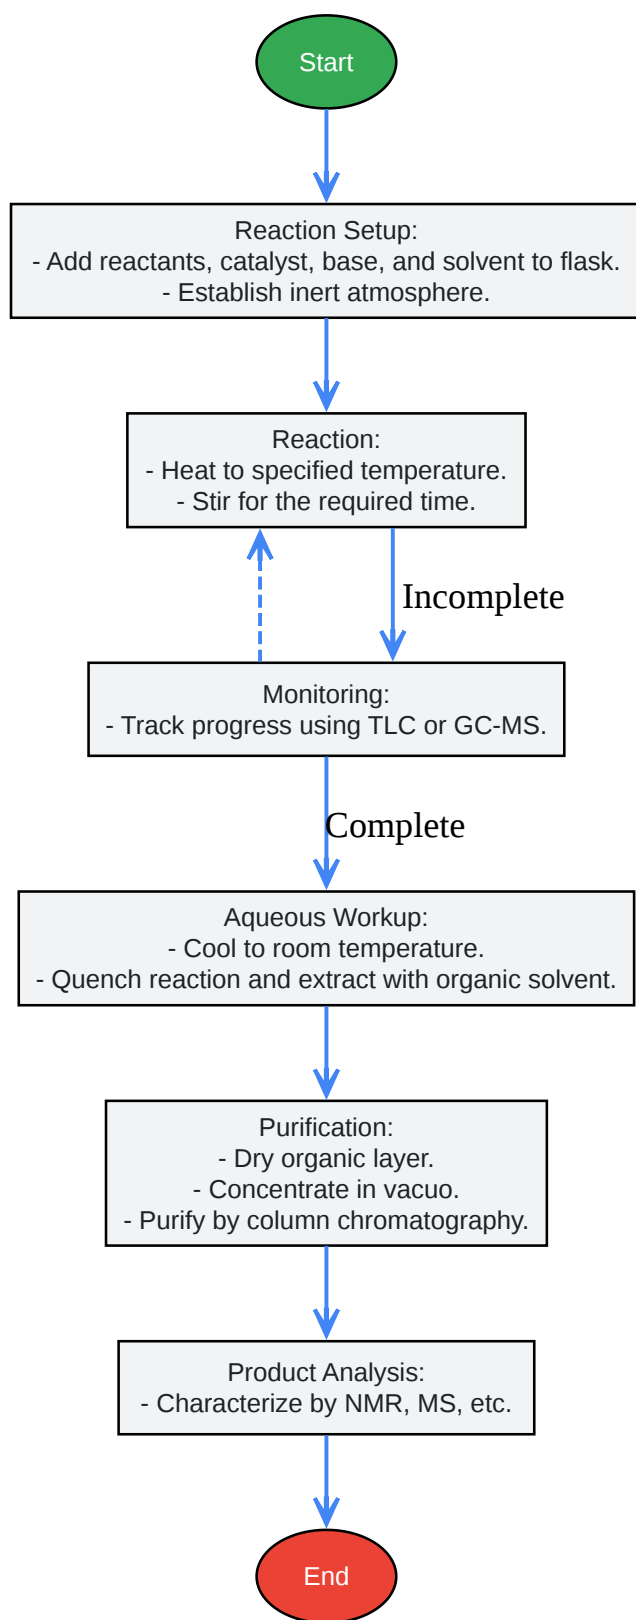 Start
Reaction Setup:
- Add reactants, catalyst, base, and solvent to flask.
- Establish inert atmosphere.
Reaction:
- Heat to specified temperature.
- Stir for the required time.
Incomplete
Monitoring:
- Track progress using TLC or GC-MS.
Complete
Aqueous Workup:
- Cool to room temperature.
- Quench reaction and extract with organic solvent.
Purification:
- Dry organic layer.
- Concentrate in vacuo.
- Purify by column chromatography.
Product Analysis:
- Characterize by NMR, MS, etc.
End